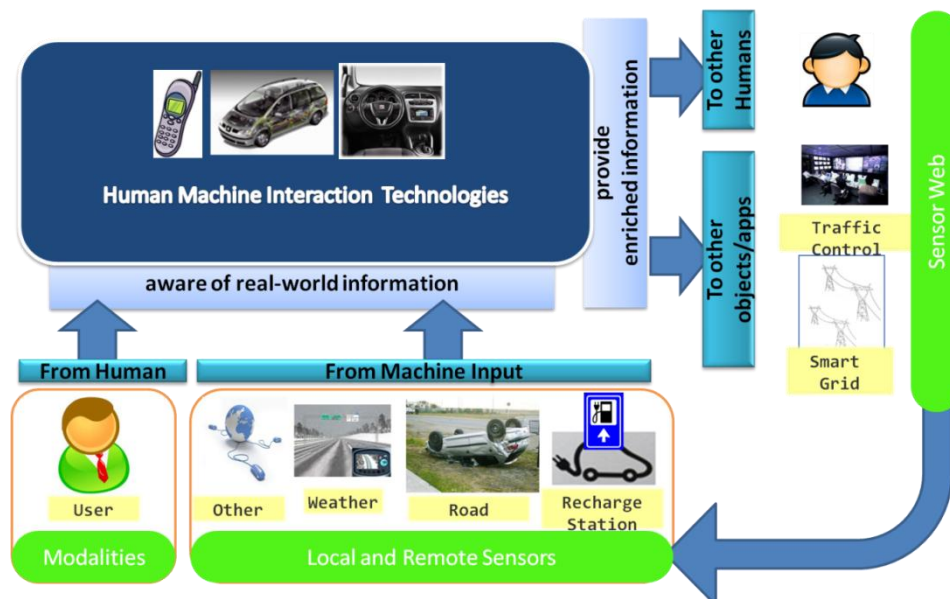 Human Machine Interaction Technologies
aware of real-world information
provide
enriched information
To other
Humans
To other
objects/apps
Traffic
Control
Smart
Grid
Sensor Web
From Human
From Machine Input
User
Other
Weather
Road
Recharge
Station
Modalities
Local and Remote Sensors